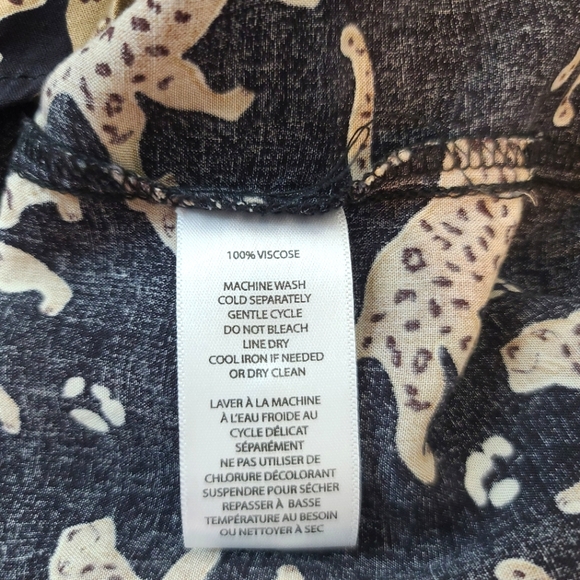 100% VISCOSE
MACHINE WASH
COLD SEPARATELY
GENTLE CYCLE
DO NOT BLEACH
LINE DRY
COOL IRON IF NEEDED
OR DRY CLEAN
LAVER À LA MACHINE
À L'EAU FROIDE AU
CYCLE DÉLICAT
SÉPARÉMENT
NE PAS UTILISER DE
CHLORURE DÉCOLORANT
SUSPENDRE POUR SÉCHER
REPASSER À BASSE
TEMPÉRATURE AU BESOIN
OU NETTOYER À SEC